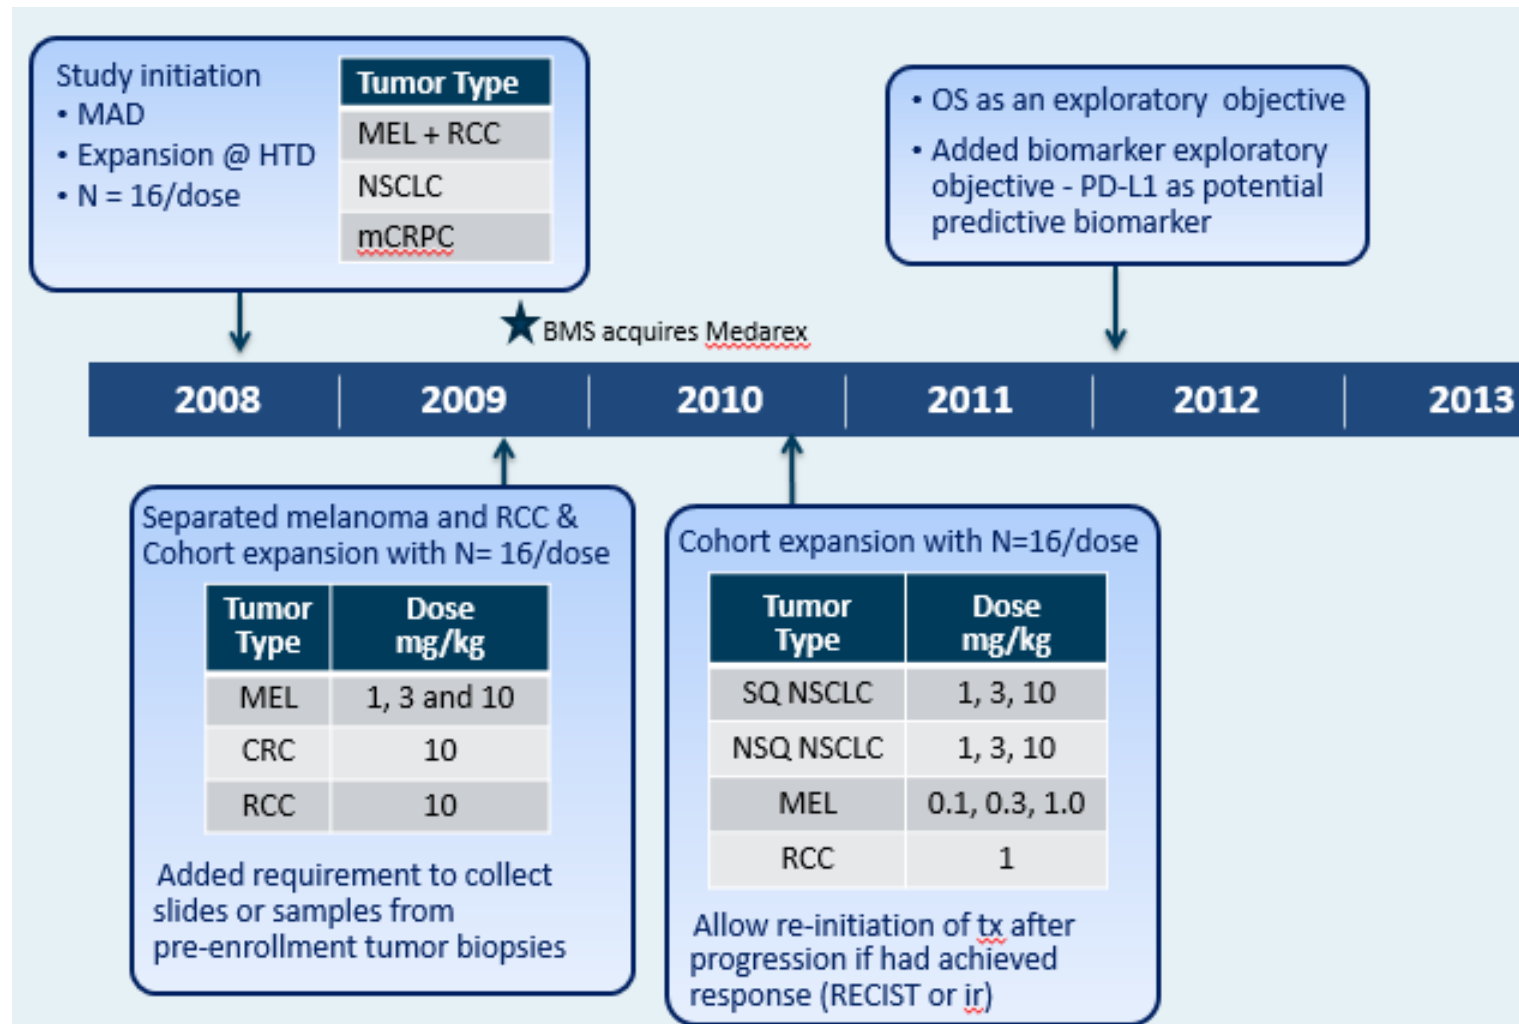 Study initiation
• MAD
• Expansion @ HTD
• N = 16/dose
Tumor Type
MEL + RCC
NSCLC
mCRPC
• OS as an exploratory objective
• Added biomarker exploratory
objective - PD-L1 as potential
predictive biomarker
BMS acquires Medarex
2008 2009 2010 2011 2012 2013
Separated melanoma and RCC &
Cohort expansion with N= 16/dose
Tumor Type Dose mg/kg
MEL 1, 3 and 10
CRC 10
RCC 10
Added requirement to collect
slides or samples from
pre-enrollment tumor biopsies
Cohort expansion with N=16/dose
Tumor Type Dose mg/kg
SQ NSCLC 1, 3, 10
NSQ NSCLC 1, 3, 10
MEL 0.1, 0.3, 1.0
RCC 1
Allow re-initiation of tx after
progression if had achieved
response (RECIST or ir)